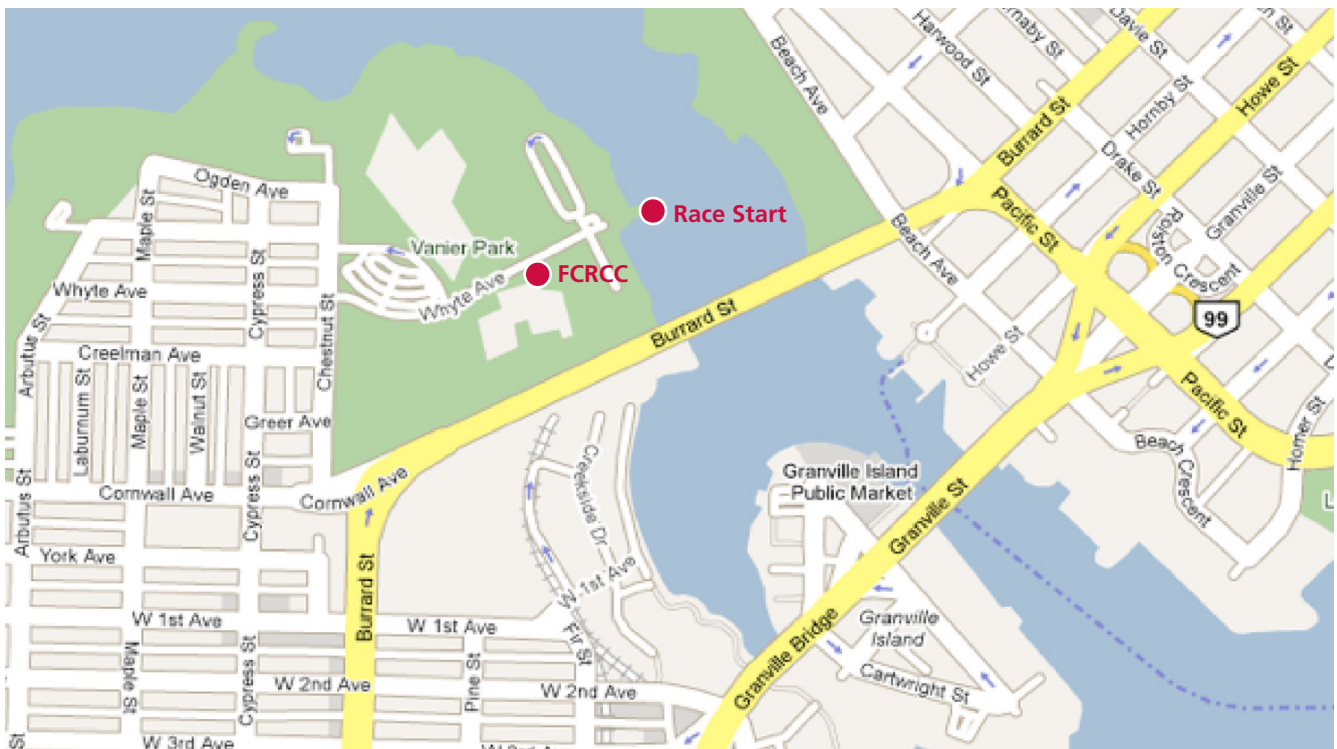 Davie St
Burnaby St
Harwood St
Beach Ave
Howe St
Hornby St
Burrard St
Drake St
Ogden Ave
Maple St
Race Start
Pacific St
Rolston Crescent
Granville St
Vanier Park
Beach Ave
FCRCC
Whyte Ave
Whyte Ave
Cypress St
Chestnut St
99
Burrard St
Arbutus St
Creelman Ave
Howe St
Laburnum St
Maple St
Walnut St
Greer Ave
Pacific St
Homer St
Beach Crescent
Cornwall Ave
Cornwall Ave
Creekside Dr
Granville Island
Public Market
Granville St
Arbutus St
Cypress St
York Ave
Burrard St
W 1st Ave
W 1st Ave
W 1st Ave
Fir St
Granville
Island
Granville Bridge
Cartwright St
Maple St
Cypress St
W 2nd Ave
Pine St
W 2nd Ave
W 3rd Ave
St
L